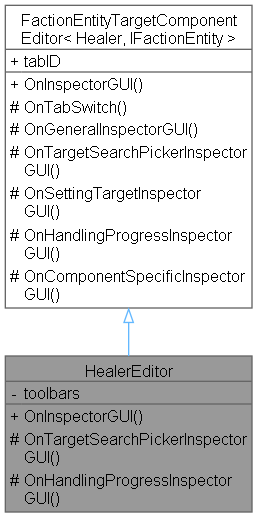 FactionEntityTargetComponent
Editor< Healer, IFactionEntity >
+ tabID
+ OnInspectorGUI()
# OnTabSwitch()
# OnGeneralInspectorGUI()
# OnTargetSearchPickerInspector
GUI()
# OnSettingTargetInspector
GUI()
# OnHandlingProgressInspector
GUI()
# OnComponentSpecificInspector
GUI()
HealerEditor
- toolbars
+ OnInspectorGUI()
# OnTargetSearchPickerInspector
GUI()
# OnHandlingProgressInspector
GUI()